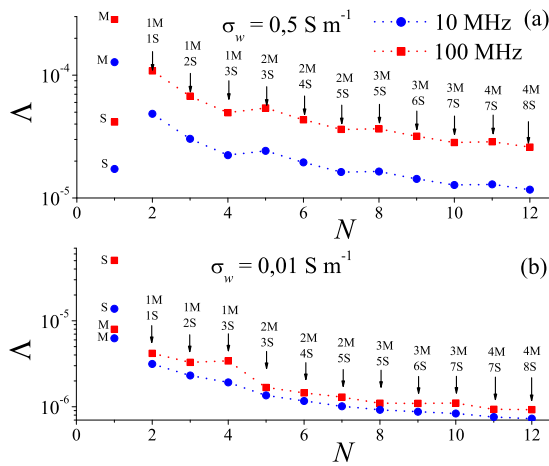 σw = 0,5 S m⁻¹
10 MHz
(a)
100 MHz
M
M
S
S
1M 1M 1M 2M 2M 2M 3M 3M 3M 4M 4M
1S 2S 3S 3S 4S 5S 5S 6S 7S 7S 8S
10⁻⁴
10⁻⁵
Λ
0 2 4 6 8 10 12
N
σw = 0,01 S m⁻¹
(b)
S
S
M
M
1M 1M 1M 2M 2M 2M 3M 3M 3M 4M 4M
1S 2S 3S 3S 4S 5S 5S 6S 7S 7S 8S
10⁻⁵
10⁻⁶
Λ
0 2 4 6 8 10 12
N